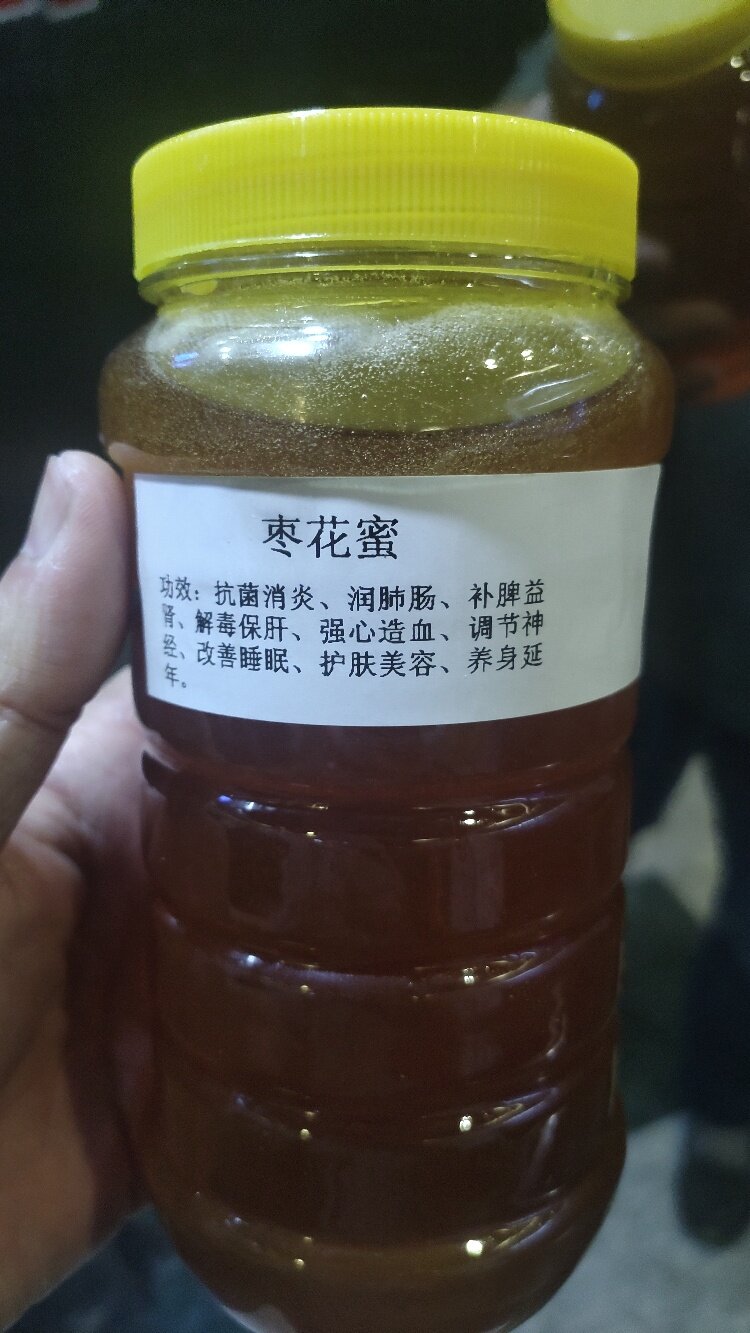 枣花蜜
功效：抗菌消炎、润肺肠、补脾益
肾、解毒保肝、强心造血、调节神
经、改善睡眠、护肤美容、养身延
年。